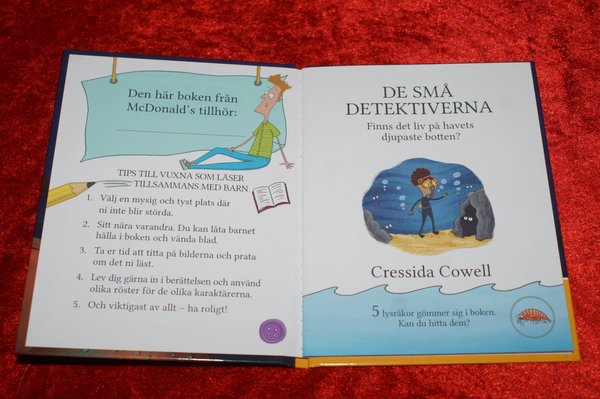 Den här boken från
McDonald's tillhör:
TIPS TILL VUXNA SOM LÄSER
TILLSAMMANS MED BARN
1. Välj en mysig och tyst plats där
ni inte blir störda.
2. Sitt nära varandra. Du kan låta barnet
hålla i boken och vända blad.
3. Ta er tid att titta på bilderna och prata
om det ni läst.
4. Lev dig gärna in i berättelsen och använd
olika röster för de olika karaktärerna.
5. Och viktigast av allt – ha roligt!
DE SMÅ
DETEKTIVERNA
Finns det liv på havets
djupaste botten?
Cressida Cowell
5 lysräkor gömmer sig i boken.
Kan du hitta dem?